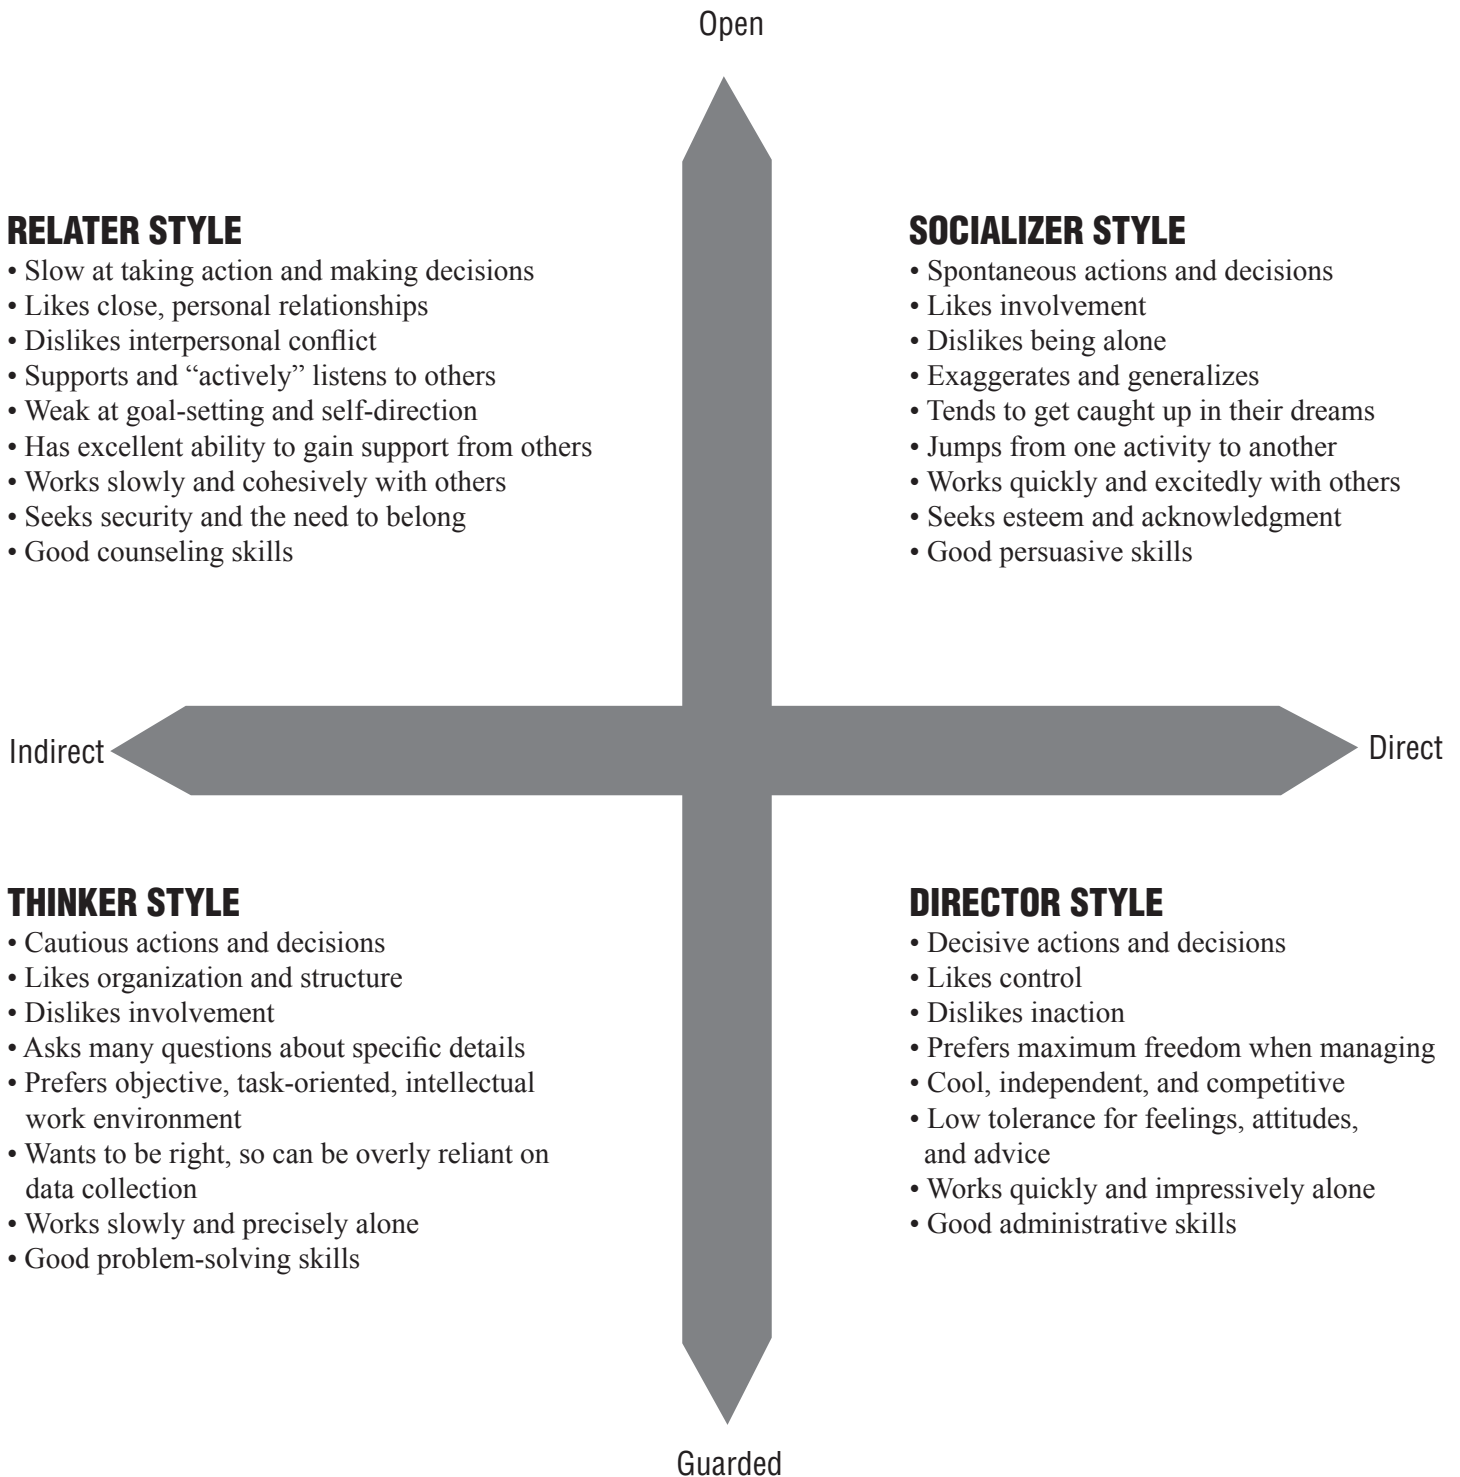 Open
RELATER STYLE
• Slow at taking action and making decisions
• Likes close, personal relationships
• Dislikes interpersonal conflict
• Supports and “actively” listens to others
• Weak at goal-setting and self-direction
• Has excellent ability to gain support from others
• Works slowly and cohesively with others
• Seeks security and the need to belong
• Good counseling skills
SOCIALIZER STYLE
• Spontaneous actions and decisions
• Likes involvement
• Dislikes being alone
• Exaggerates and generalizes
• Tends to get caught up in their dreams
• Jumps from one activity to another
• Works quickly and excitedly with others
• Seeks esteem and acknowledgment
• Good persuasive skills
Indirect
Direct
THINKER STYLE
• Cautious actions and decisions
• Likes organization and structure
• Dislikes involvement
• Asks many questions about specific details
• Prefers objective, task-oriented, intellectual
work environment
• Wants to be right, so can be overly reliant on
data collection
• Works slowly and precisely alone
• Good problem-solving skills
DIRECTOR STYLE
• Decisive actions and decisions
• Likes control
• Dislikes inaction
• Prefers maximum freedom when managing
• Cool, independent, and competitive
• Low tolerance for feelings, attitudes,
and advice
• Works quickly and impressively alone
• Good administrative skills
Guarded